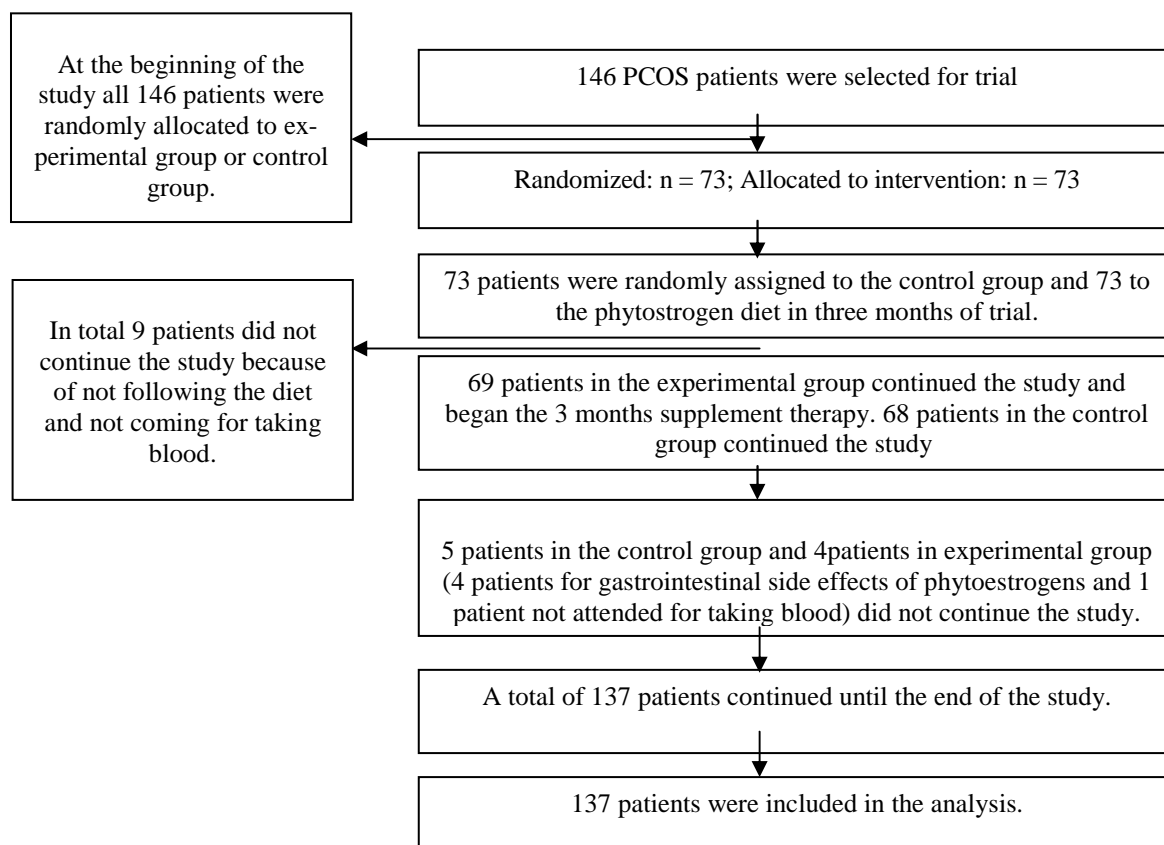 At the beginning of the
study all 146 patients were
randomly allocated to ex-
perimental group or control
group.
146 PCOS patients were selected for trial
Randomized: n = 73; Allocated to intervention: n = 73
73 patients were randomly assigned to the control group and 73 to
the phytostrogen diet in three months of trial.
In total 9 patients did not
continue the study because
of not following the diet
and not coming for taking
blood.
69 patients in the experimental group continued the study and
began the 3 months supplement therapy. 68 patients in the control
group continued the study
5 patients in the control group and 4patients in experimental group
(4 patients for gastrointestinal side effects of phytoestrogens and 1
patient not attended for taking blood) did not continue the study.
A total of 137 patients continued until the end of the study.
137 patients were included in the analysis.